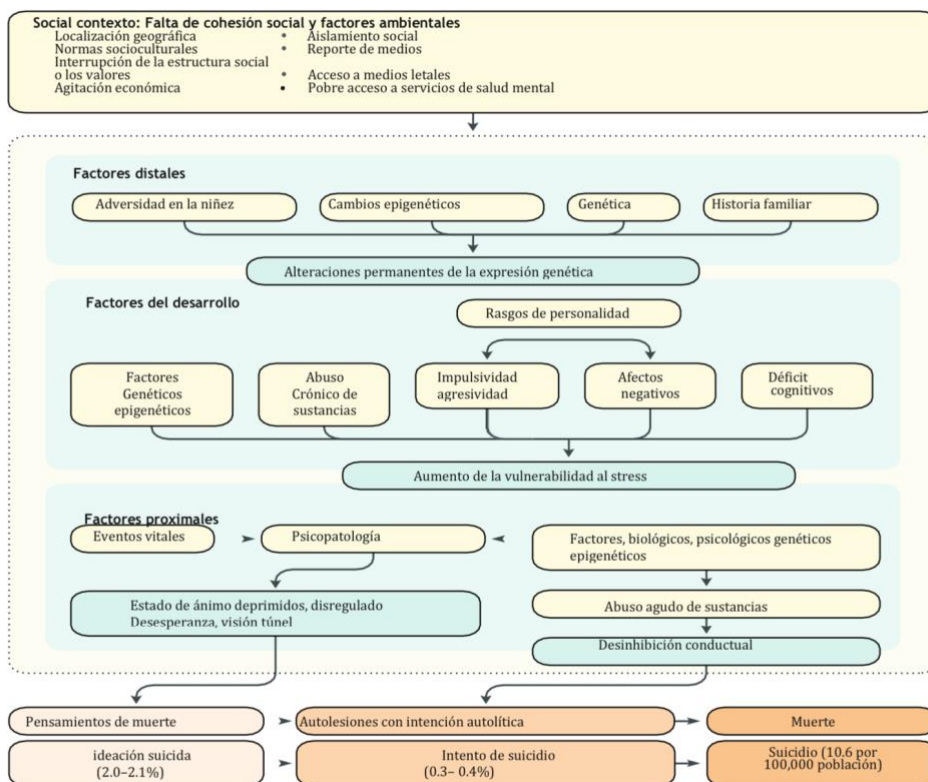 Social contexto: Falta de cohesión social y factores ambientales
Localización geográfica
Normas socioculturales
Interrupción de la estructura social
o los valores
Agitación económica
• Aislamiento social
• Reporte de medios
• Acceso a medios letales
• Pobre acceso a servicios de salud mental
Factores distales
Adversidad en la niñez
Cambios epigenéticos
Genética
Historia familiar
Alteraciones permanentes de la expresión genética
Factores del desarrollo
Rasgos de personalidad
Factores
Genéticos
epigenéticos
Abuso
Crónico de
sustancias
Impulsividad
agresividad
Afectos
negativos
Déficit
cognitivos
Aumento de la vulnerabilidad al stress
Factores proximales
Eventos vitales
Psicopatología
Factores, biológicos, psicológicos genéticos
epigenéticos
Estado de ánimo deprimidos, disregulado
Desesperanza, visión túnel
Abuso agudo de sustancias
Desinhibición conductual
Pensamientos de muerte
Autolesiones con intención autolítica
Muerte
ideación suicida
(2.0–2.1%)
Intento de suicidio
(0.3– 0.4%)
Suicidio (10.6 por
100,000 población)